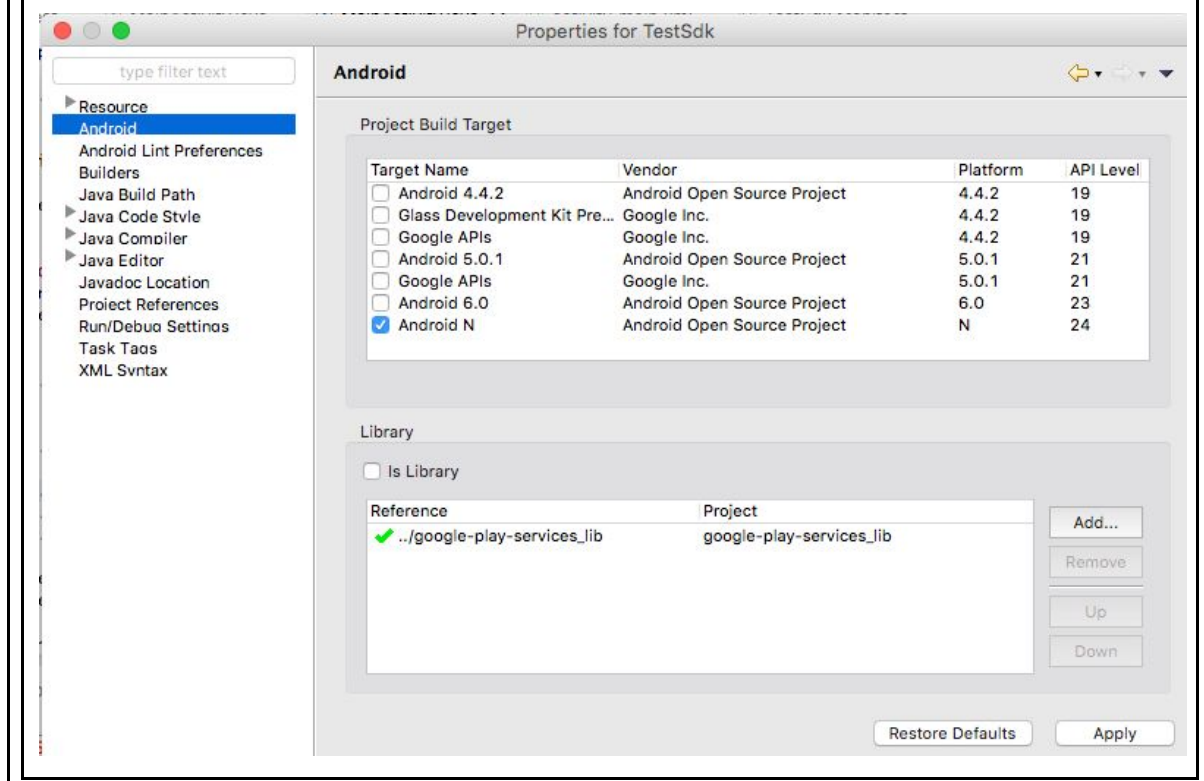 Properties for TestSdk
type filter text
Resource
Android
Android Lint Preferences
Builders
Java Build Path
Java Code Style
Java Compiler
Java Editor
Javadoc Location
Project References
Run/Debug Settings
Task Tags
XML Syntax
Android
Project Build Target
Target Name Vendor Platform API Level
Android 4.4.2 Android Open Source Project 4.4.2 19
Glass Development Kit Pre... Google Inc. 4.4.2 19
Google APIs Google Inc. 4.4.2 19
Android 5.0.1 Android Open Source Project 5.0.1 21
Google APIs Google Inc. 5.0.1 21
Android 6.0 Android Open Source Project 6.0 23
Android N Android Open Source Project N 24
Library
Is Library
Reference Project
../google-play-services_lib google-play-services_lib
Add...
Remove
Up
Down
Restore Defaults Apply